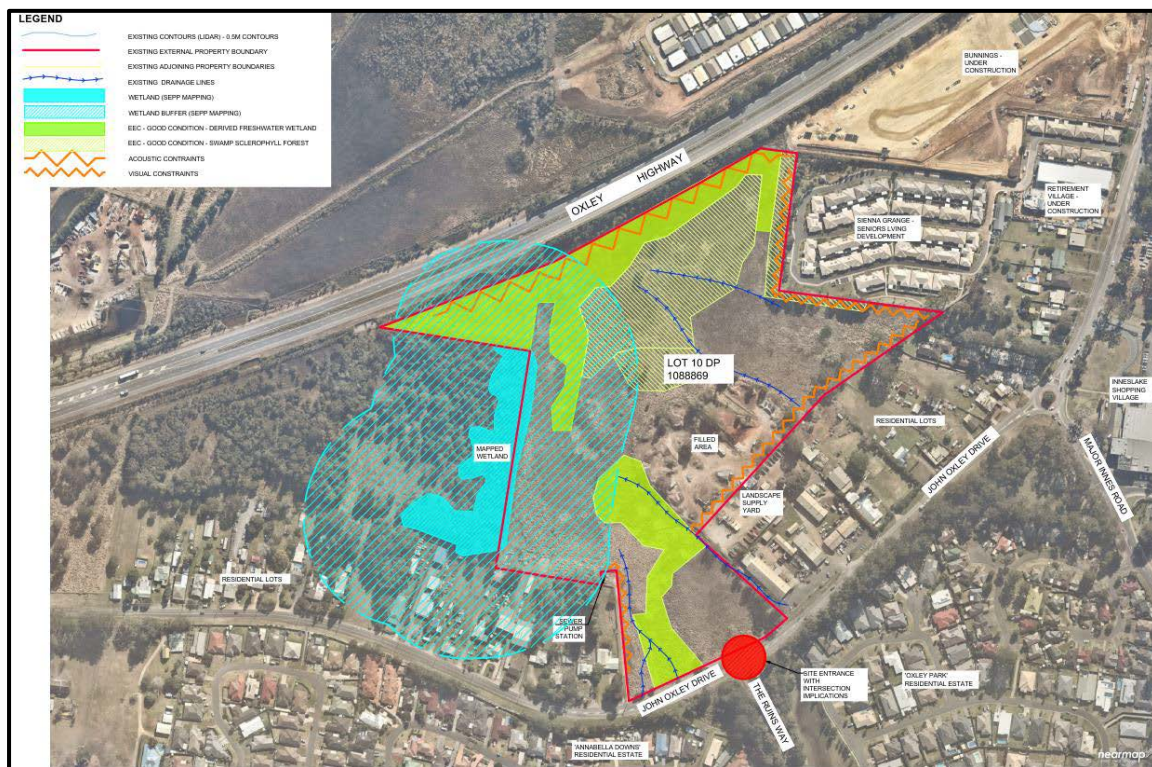 LEGEND
EXISTING CONTOURS (LIDAR) - 0.5M CONTOURS
EXISTING EXTERNAL PROPERTY BOUNDARY
EXISTING ADJOINING PROPERTY BOUNDARIES
EXISTING DRAINAGE LINES
WETLAND (SEPP MAPPING)
WETLAND BUFFER (SEPP MAPPING)
EEC - GOOD CONDITION - DERIVED FRESHWATER WETLAND
EEC - GOOD CONDITION - SWAMP SCLEROPHYLL FOREST
ACOUSTIC CONTRAINTS
VISUAL CONSTRAINTS
BUNNINGS -
UNDER
CONSTRUCTION
OXLEY HIGHWAY
RETIREMENT
VILLAGE -
UNDER
CONSTRUCTION
SIENNA GRANGE -
SENIORS LVING
DEVELOPMENT
LOT 10 DP
1088869
INNESLAKE
SHOPPING
VILLAGE
RESIDENTIAL LOTS
FILLED
AREA
MAPPED
WETLAND
JOHN OXLEY DRIVE
MAJOR INNES ROAD
LANDSCAPE
SUPPLY
YARD
RESIDENTIAL LOTS
SEWER
PUMP
STATION
SITE ENTRANCE
WITH
INTERSECTION
IMPLICATIONS
'OXLEY PARK'
RESIDENTIAL ESTATE
JOHN OXLEY DRIVE
THE RUINS WAY
'ANNABELLA DOWNS'
RESIDENTIAL ESTATE
nearmap